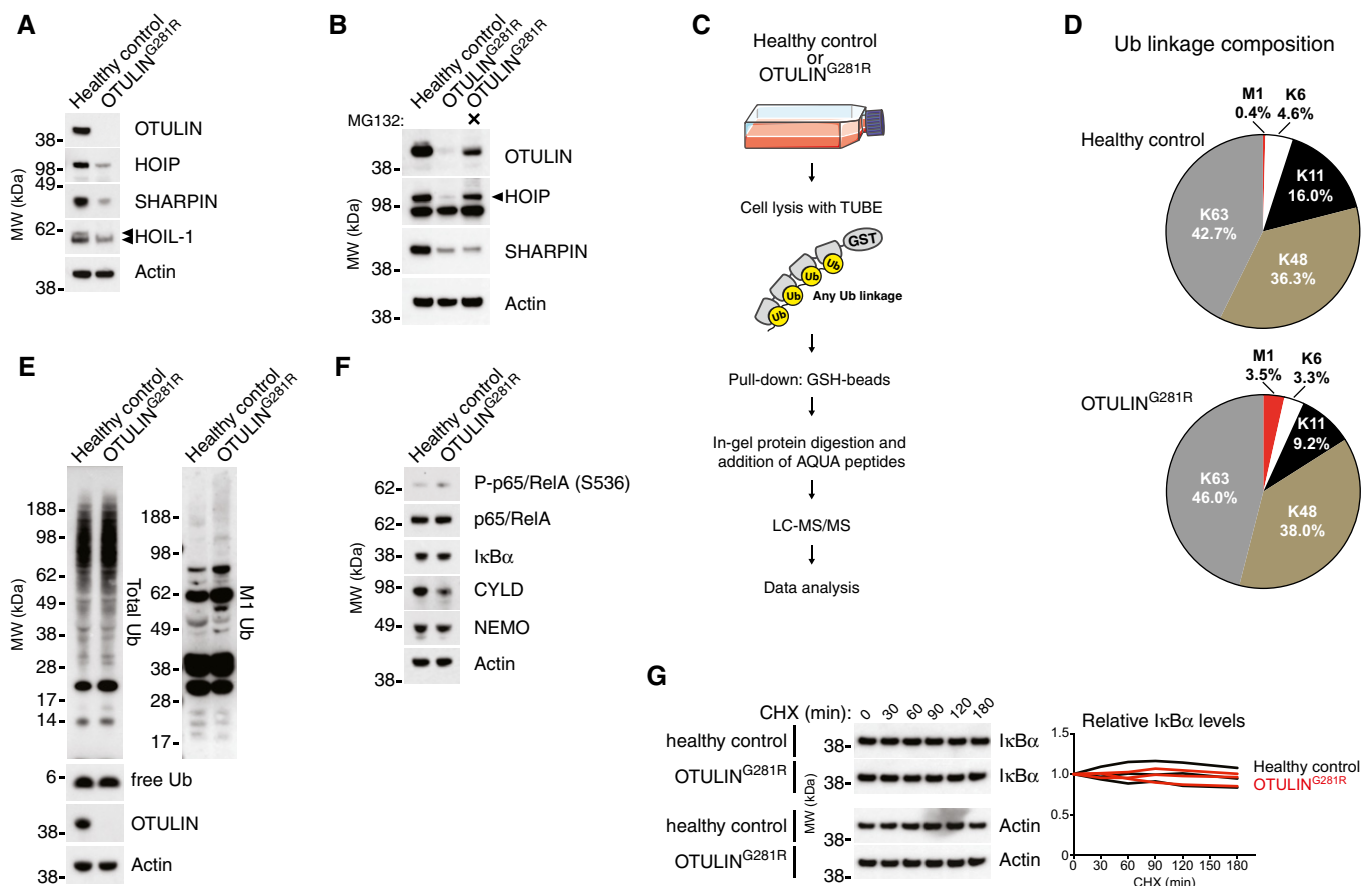 A
Healthy control
OTULIN^G281R
MW (kDa)
38
98
49
62
38
OTULIN
HOIP
SHARPIN
HOIL-1
Actin
B
Healthy control
OTULIN^G281R
OTULIN^G281R
MG132:
×
MW (kDa)
38
98
38
38
OTULIN
HOIP
SHARPIN
Actin
C
Healthy control
or
OTULIN^G281R
Cell lysis with TUBE
GST
Ub
Ub
Ub
Ub
Any Ub linkage
Pull-down: GSH-beads
In-gel protein digestion and
addition of AQUA peptides
LC-MS/MS
Data analysis
D
Ub linkage composition
Healthy control
M1
0.4%
K6
4.6%
K11
16.0%
K63
42.7%
K48
36.3%
OTULIN^G281R
M1
3.5%
K6
3.3%
K11
9.2%
K63
46.0%
K48
38.0%
E
Healthy control
OTULIN^G281R
Healthy control
OTULIN^G281R
MW (kDa)
188
98
62
49
38
28
17
14
6
38
38
Total Ub
188
98
62
49
38
28
17
M1 Ub
free Ub
OTULIN
Actin
F
Healthy control
OTULIN^G281R
MW (kDa)
62
62
38
98
49
38
P-p65/RelA (S536)
p65/RelA
IκBα
CYLD
NEMO
Actin
G
CHX (min):
0
30
60
90
120
180
healthy control
38
IκBα
OTULIN^G281R
38
IκBα
MW (kDa)
healthy control
38
Actin
OTULIN^G281R
38
Actin
Relative IκBα levels
1.5
1.0
0.5
0
Healthy control
OTULIN^G281R
0 30 60 90 120 150 180
CHX (min)